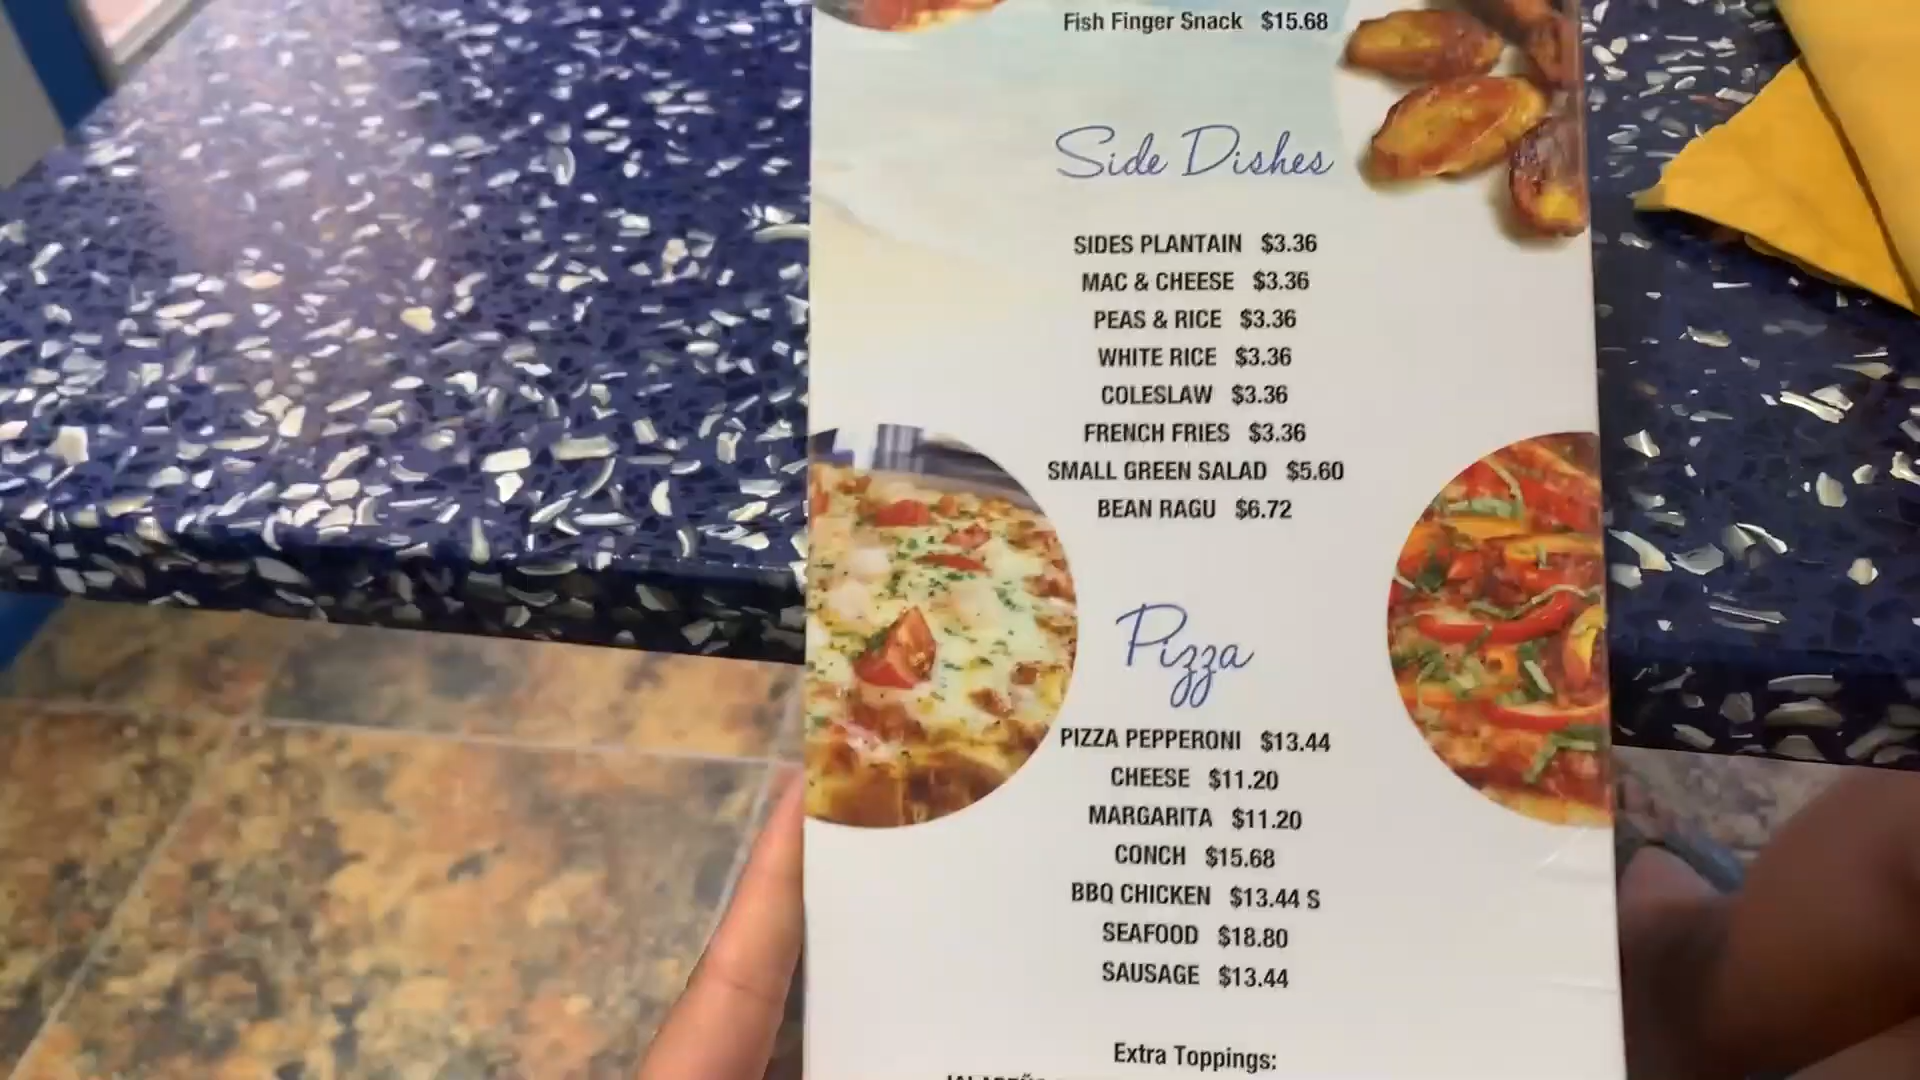 Fish Finger Snack $15.68
Side Dishes
SIDES PLANTAIN $3.36
MAC & CHEESE $3.36
PEAS & RICE $3.36
WHITE RICE $3.36
COLESLAW $3.36
FRENCH FRIES $3.36
SMALL GREEN SALAD $5.60
BEAN RAGU $6.72
Pizza
PIZZA PEPPERONI $13.44
CHEESE $11.20
MARGARITA $11.20
CONCH $15.68
BBQ CHICKEN $13.44 S
SEAFOOD $18.80
SAUSAGE $13.44
Extra Toppings: